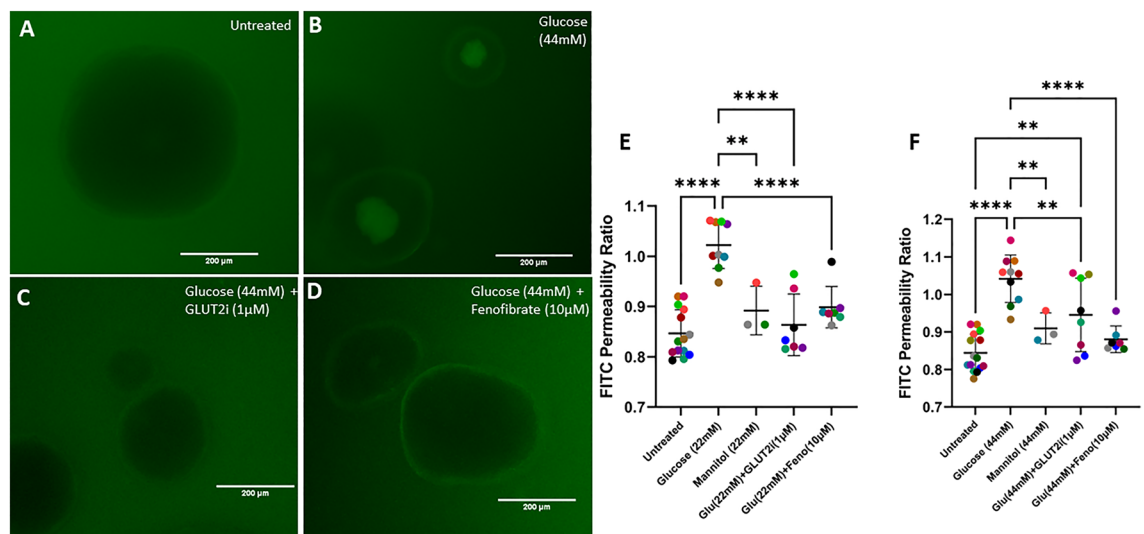 A
Untreated
200 µm
B
Glucose
(44mM)
200 µm
C
Glucose (44mM) +
GLUT2i (1µM)
200 µm
D
Glucose (44mM) +
Fenofibrate (10µM)
200 µm
E
FITC Permeability Ratio
1.1
1.0
0.9
0.8
0.7
****
**
****
****
Untreated
Glucose (22mM)
Mannitol (22mM)
Glu(22mM)+GLUT2i(1µM)
Glu(22mM)+Feno(10µM)
F
FITC Permeability Ratio
1.2
1.1
1.0
0.9
0.8
0.7
****
**
**
****
**
Untreated
Glucose (44mM)
Mannitol (44mM)
Glu(44mM)+GLUT2i(1µM)
Glu(44mM)+Feno(10µM)